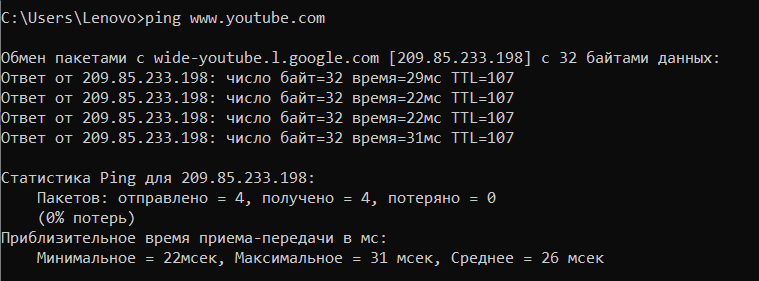 C:\Users\Lenovo>ping www.youtube.com
Обмен пакетами с wide-youtube.l.google.com [209.85.233.198] с 32 байтами данных:
Ответ от 209.85.233.198: число байт=32 время=29мс TTL=107
Ответ от 209.85.233.198: число байт=32 время=22мс TTL=107
Ответ от 209.85.233.198: число байт=32 время=22мс TTL=107
Ответ от 209.85.233.198: число байт=32 время=31мс TTL=107
Статистика Ping для 209.85.233.198:
Пакетов: отправлено = 4, получено = 4, потеряно = 0
(0% потерь)
Приблизительное время приема-передачи в мс:
Минимальное = 22мсек, Максимальное = 31 мсек, Среднее = 26 мсек